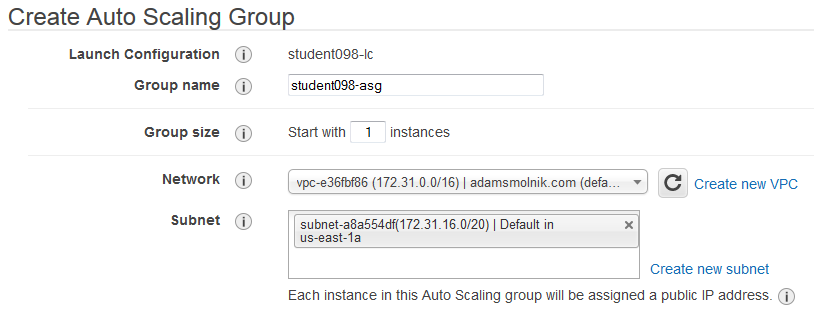 Create Auto Scaling Group
Launch Configuration i student098-lc
Group name i student098-asg
Group size i Start with 1 instances
Network i vpc-e36fbf86 (172.31.0.0/16) | adamsmolnik.com (defa... Create new VPC
Subnet i subnet-a8a554df(172.31.16.0/20) | Default in
us-east-1a
Create new subnet
Each instance in this Auto Scaling group will be assigned a public IP address. i